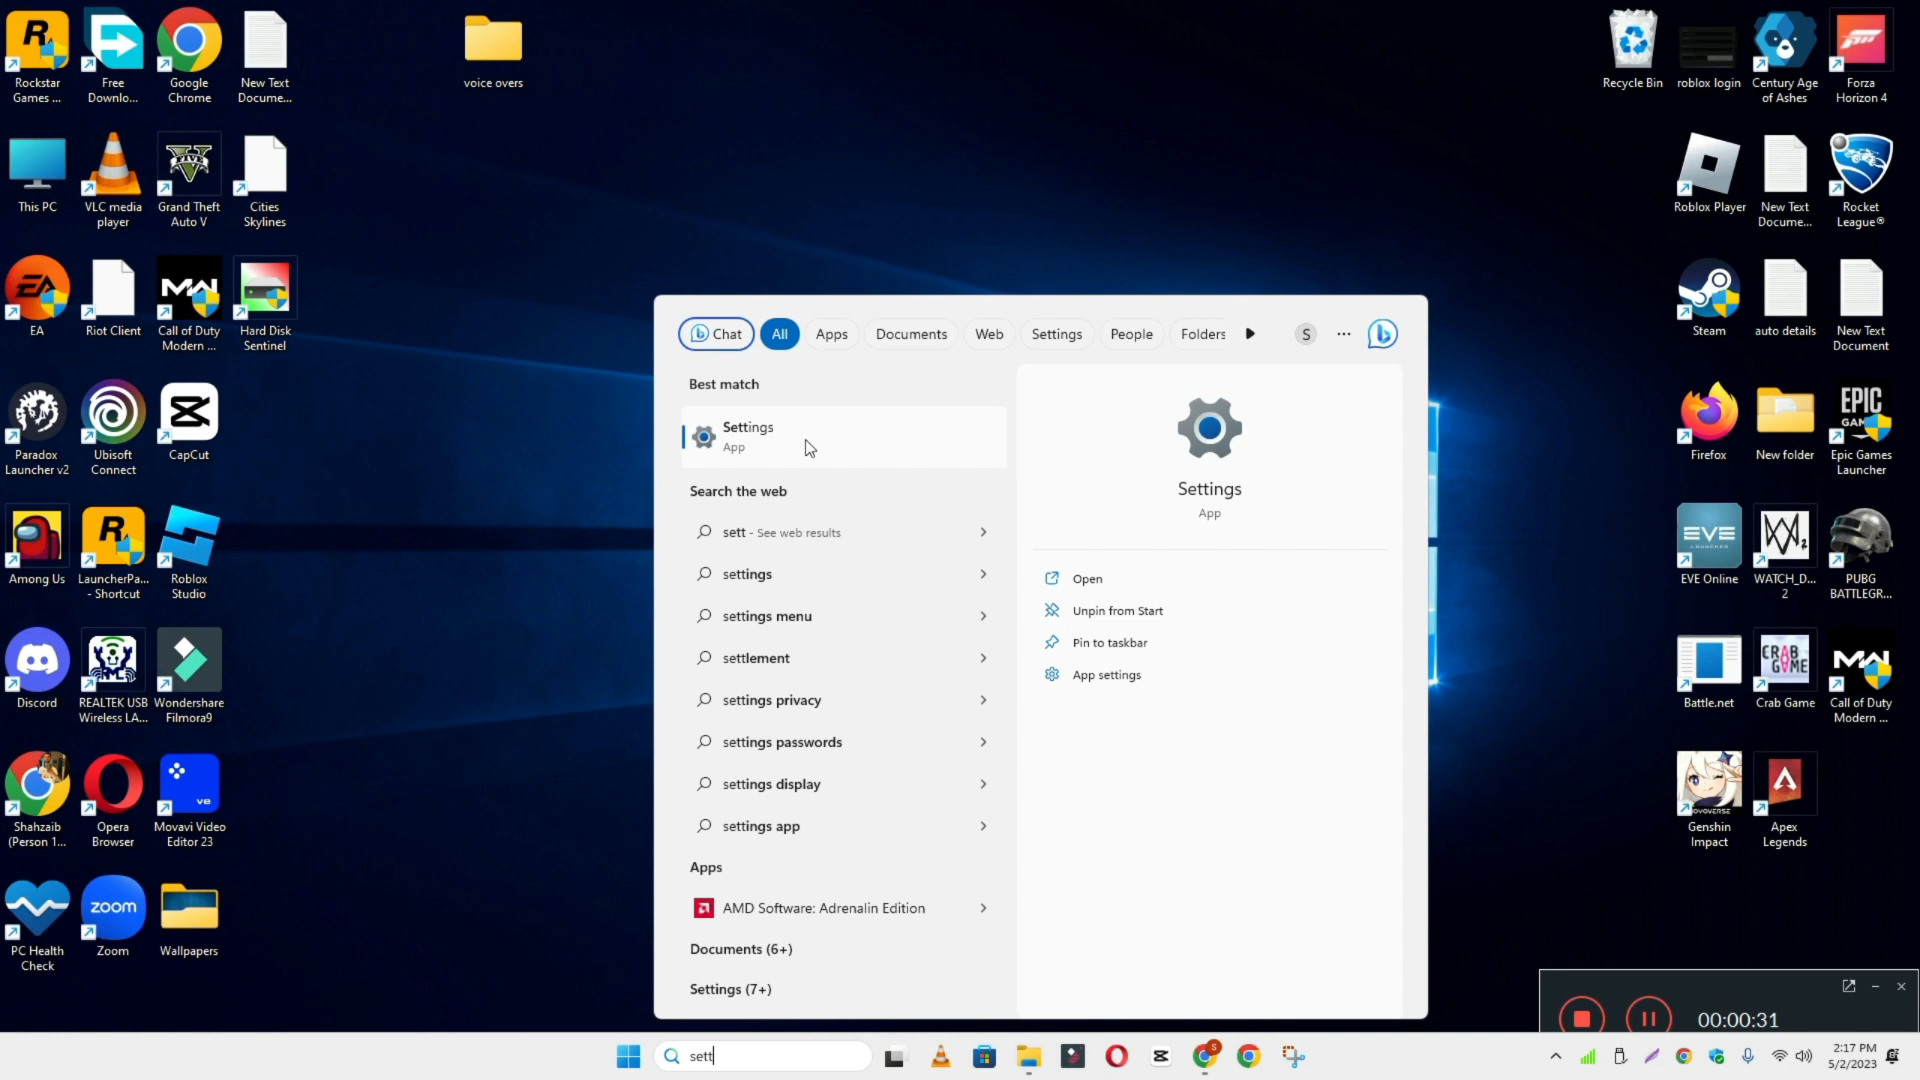 Rockstar
Games ...
Free
Downlo...
Google
Chrome
New Text
Docume...
voice overs
Recycle Bin
roblox login
Century Age
of Ashes
Forza
Horizon 4
This PC
VLC media
player
Grand Theft
Auto V
Cities
Skylines
Roblox Player
New Text
Docume...
Rocket
League®
EA
Riot Client
Call of Duty
Modern ...
Hard Disk
Sentinel
Steam
auto details
New Text
Document
Paradox
Launcher v2
Ubisoft
Connect
CapCut
Firefox
New folder
EPIC
Epic Games
Launcher
Among Us
LauncherPa...
- Shortcut
Roblox
Studio
EVE
EVE Online
WATCH_D...
2
PUBG
BATTLEGR...
Discord
REALTEK USB
Wireless LA...
Wondershare
Filmora9
Battle.net
CRAB
GAME
Crab Game
Call of Duty
Modern ...
Shahzaib
(Person 1...
Opera
Browser
ve
Movavi Video
Editor 23
Genshin
Impact
Apex
Legends
PC Health
Check
zoom
Zoom
Wallpapers
Chat
All
Apps
Documents
Web
Settings
People
Folders
S
Best match
Settings
App
Search the web
sett - See web results
settings
settings menu
settlement
settings privacy
settings passwords
settings display
settings app
Apps
AMD Software: Adrenalin Edition
Documents (6+)
Settings (7+)
Settings
App
Open
Unpin from Start
Pin to taskbar
App settings
00:00:31
sett
S
2:17 PM
5/2/2023